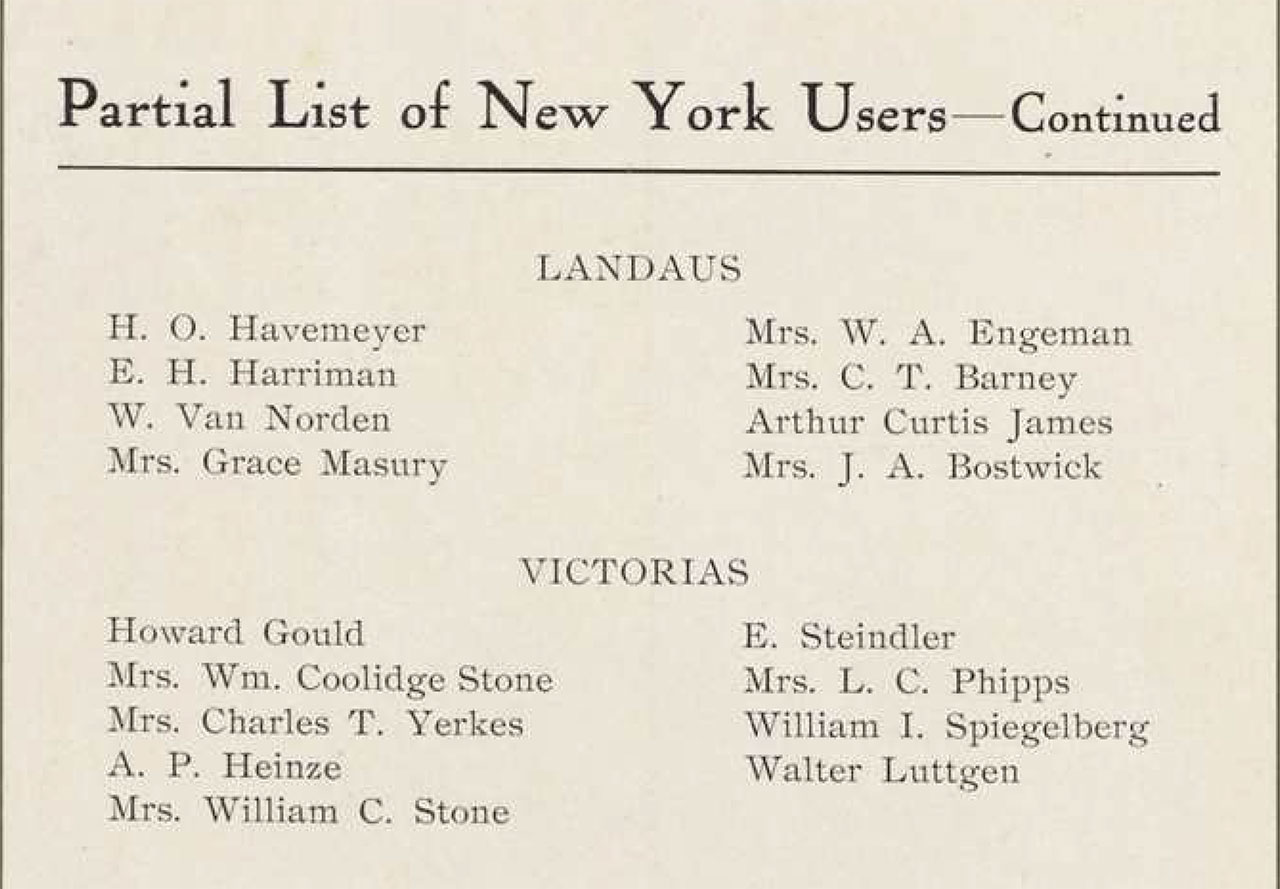 Partial List of New York Users—Continued
LANDAUS
H. O. Havemeyer
E. H. Harriman
W. Van Norden
Mrs. Grace Masury
Mrs. W. A. Engeman
Mrs. C. T. Barney
Arthur Curtis James
Mrs. J. A. Bostwick
VICTORIAS
Howard Gould
Mrs. Wm. Coolidge Stone
Mrs. Charles T. Yerkes
A. P. Heinze
Mrs. William C. Stone
E. Steindler
Mrs. L. C. Phipps
William I. Spiegelberg
Walter Luttgen